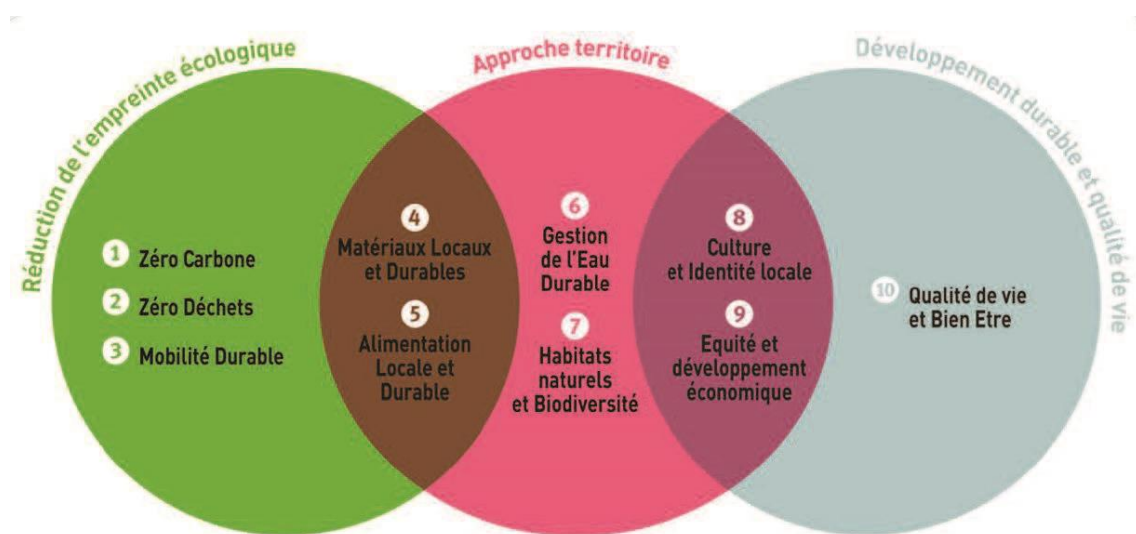 Réduction de l'empreinte écologique
Approche territoire
Développement durable et qualité de vie
1 Zéro Carbone
2 Zéro Déchets
3 Mobilité Durable
4
Matériaux Locaux
et Durables
5
Alimentation
Locale et
Durable
6
Gestion
de l'Eau
Durable
7
Habitats
naturels
et Biodiversité
8
Culture
et Identité locale
9
Equité et
développement
économique
10 Qualité de vie
et Bien Etre